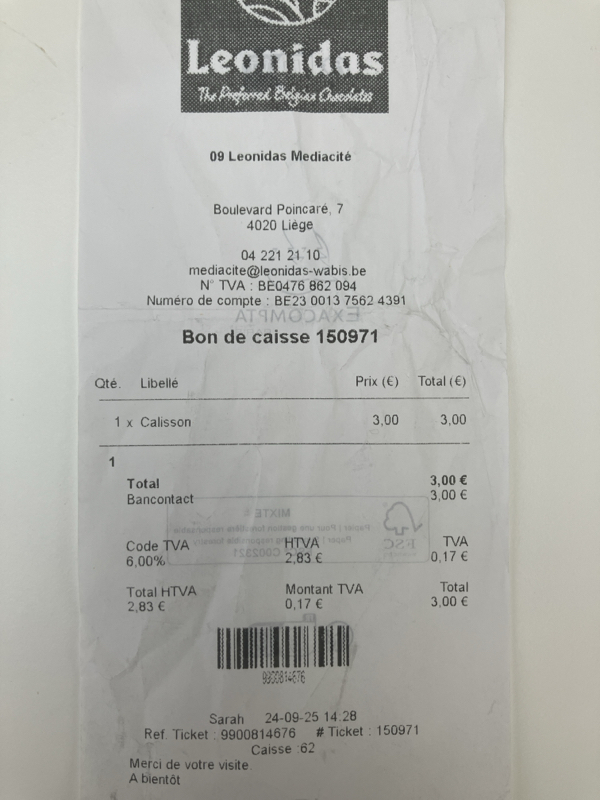 Leonidas
The Preferred Belgian Chocolates
09 Leonidas Mediacité
Boulevard Poincaré, 7
4020 Liège
04 221 21 10
mediacite@leonidas-wabis.be
N° TVA : BE0476 862 094
Numéro de compte : BE23 0013 7562 4391
EXACOMPTA
Bon de caisse 150971
Qté. Libellé Prix (€) Total (€)
1 x Calisson 3,00 3,00
1
Total 3,00 €
Bancontact 3,00 €
MIXTE
FSC
C002321
Code TVA HTVA TVA
6,00% 2,83 € 0,17 €
Total HTVA Montant TVA Total
2,83 € 0,17 € 3,00 €
9900814676
Sarah 24-09-25 14:28
Ref. Ticket : 9900814676 # Ticket : 150971
Caisse :62
Merci de votre visite
A bientôt